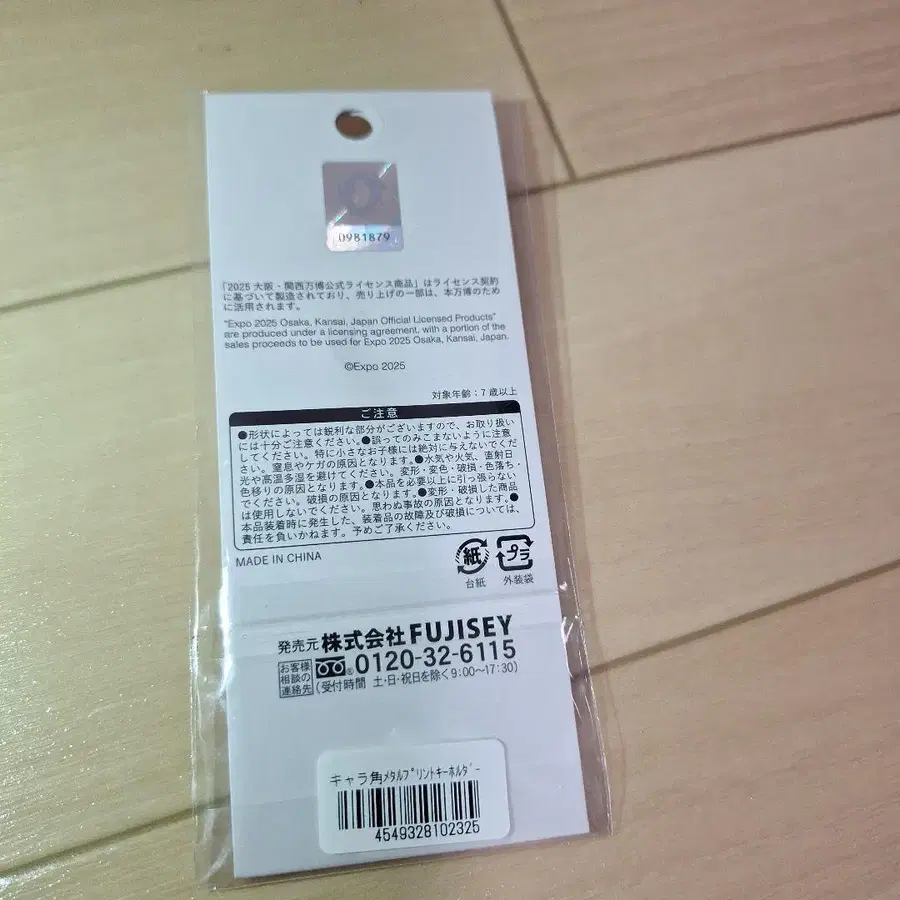 0981879
「2025 大阪・関西万博公式ライセンス商品」はライセンス契約
に基づいて製造されており、売り上げの一部は、本万博のため
に活用されます。
"Expo 2025 Osaka, Kansai, Japan Official Licensed Products"
are produced under a licensing agreement, with a portion of the
sales proceeds to be used for Expo 2025 Osaka, Kansai, Japan.
©Expo 2025
対象年齢：7歳以上
ご注意
●形状によっては鋭利な部分がございますので、お取り扱い
には十分ご注意ください。●誤ってのみこまないように注意
してください。特に小さなお子様には絶対に与えないでくだ
さい。窒息やケガの原因となります。●水気や火気、直射日
光や高温多湿を避けてください。変形・変色・破損・色落ち・
色移りの原因となります。●本品を必要以上に引っ張らない
でください。破損の原因となります。●変形・破損した商品
は使用しないでください。思わぬ事故の原因となります。●
本品装着時に発生した、装着品の故障及び破損については、
責任を負いかねます。予めご了承ください。
MADE IN CHINA
紙
台紙
プラ
外装袋
発売元 株式会社FUJISEY
お客様
相談の
連絡先
0120-32-6115
(受付時間 土・日・祝日を除く9:00〜17:30)
キャラ角ﾒﾀﾙﾌﾟﾘﾝﾄｷｰﾎﾙﾀﾞｰ
4549328102325